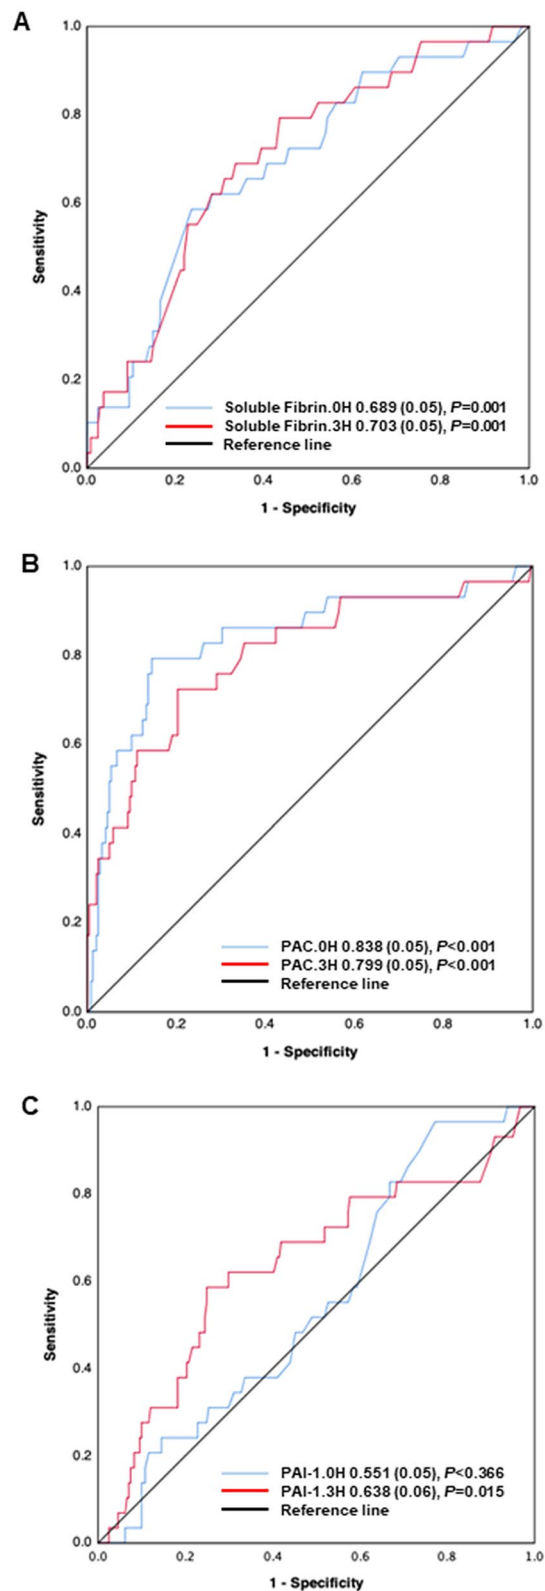 A
1.0
0.8
0.6
0.4
0.2
0.0
Sensitivity
Soluble Fibrin.0H 0.689 (0.05), P=0.001
Soluble Fibrin.3H 0.703 (0.05), P=0.001
Reference line
0.0 0.2 0.4 0.6 0.8 1.0
1 - Specificity
B
1.0
0.8
0.6
0.4
0.2
0.0
Sensitivity
PAC.0H 0.838 (0.05), P<0.001
PAC.3H 0.799 (0.05), P<0.001
Reference line
0.0 0.2 0.4 0.6 0.8 1.0
1 - Specificity
C
1.0
0.8
0.6
0.4
0.2
0.0
Sensitivity
PAI-1.0H 0.551 (0.05), P<0.366
PAI-1.3H 0.638 (0.06), P=0.015
Reference line
0.0 0.2 0.4 0.6 0.8 1.0
1 - Specificity